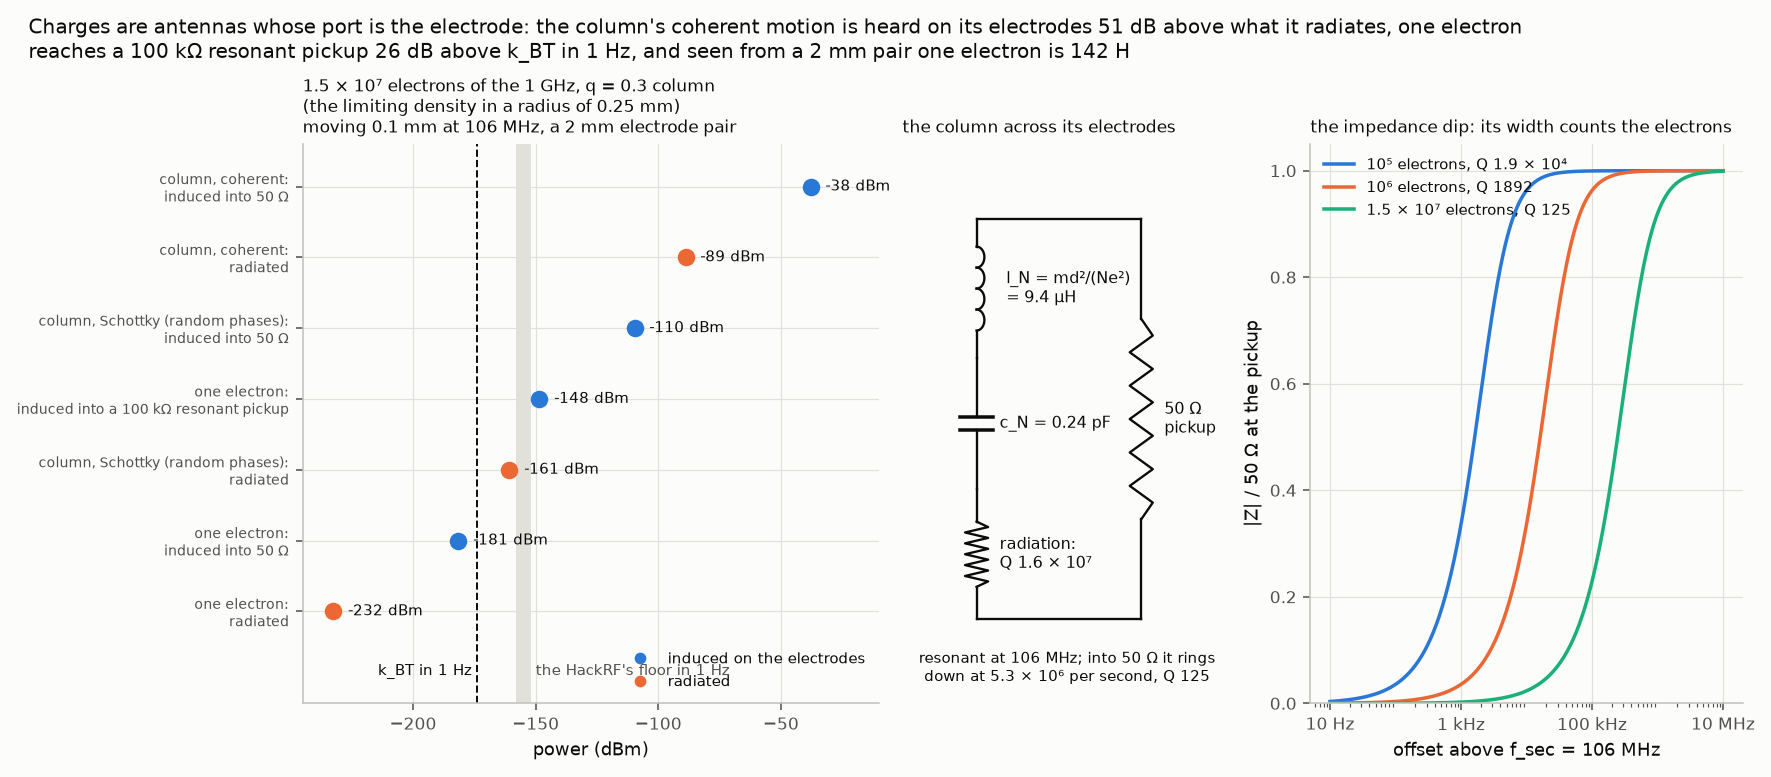 Charges are antennas whose port is the electrode: the column's coherent motion is heard on its electrodes 51 dB above what it radiates, one electron
reaches a 100 kΩ resonant pickup 26 dB above k_BT in 1 Hz, and seen from a 2 mm pair one electron is 142 H
1.5 × 10⁷ electrons of the 1 GHz, q = 0.3 column
(the limiting density in a radius of 0.25 mm)
moving 0.1 mm at 106 MHz, a 2 mm electrode pair
column, coherent:
induced into 50 Ω
-38 dBm
column, coherent:
radiated
-89 dBm
column, Schottky (random phases):
induced into 50 Ω
-110 dBm
one electron:
induced into a 100 kΩ resonant pickup
-148 dBm
column, Schottky (random phases):
radiated
-161 dBm
one electron:
induced into 50 Ω
-181 dBm
one electron:
radiated
-232 dBm
k_BT in 1 Hz
the HackRF's floor in 1 Hz
induced on the electrodes
radiated
−200
−150
−100
−50
power (dBm)
the column across its electrodes
l_N = md²/(Ne²)
= 9.4 µH
c_N = 0.24 pF
50 Ω
pickup
radiation:
Q 1.6 × 10⁷
resonant at 106 MHz; into 50 Ω it rings
down at 5.3 × 10⁶ per second, Q 125
the impedance dip: its width counts the electrons
10⁵ electrons, Q 1.9 × 10⁴
10⁶ electrons, Q 1892
1.5 × 10⁷ electrons, Q 125
|Z| / 50 Ω at the pickup
1.0
0.8
0.6
0.4
0.2
0.0
10 Hz
1 kHz
100 kHz
10 MHz
offset above f_sec = 106 MHz